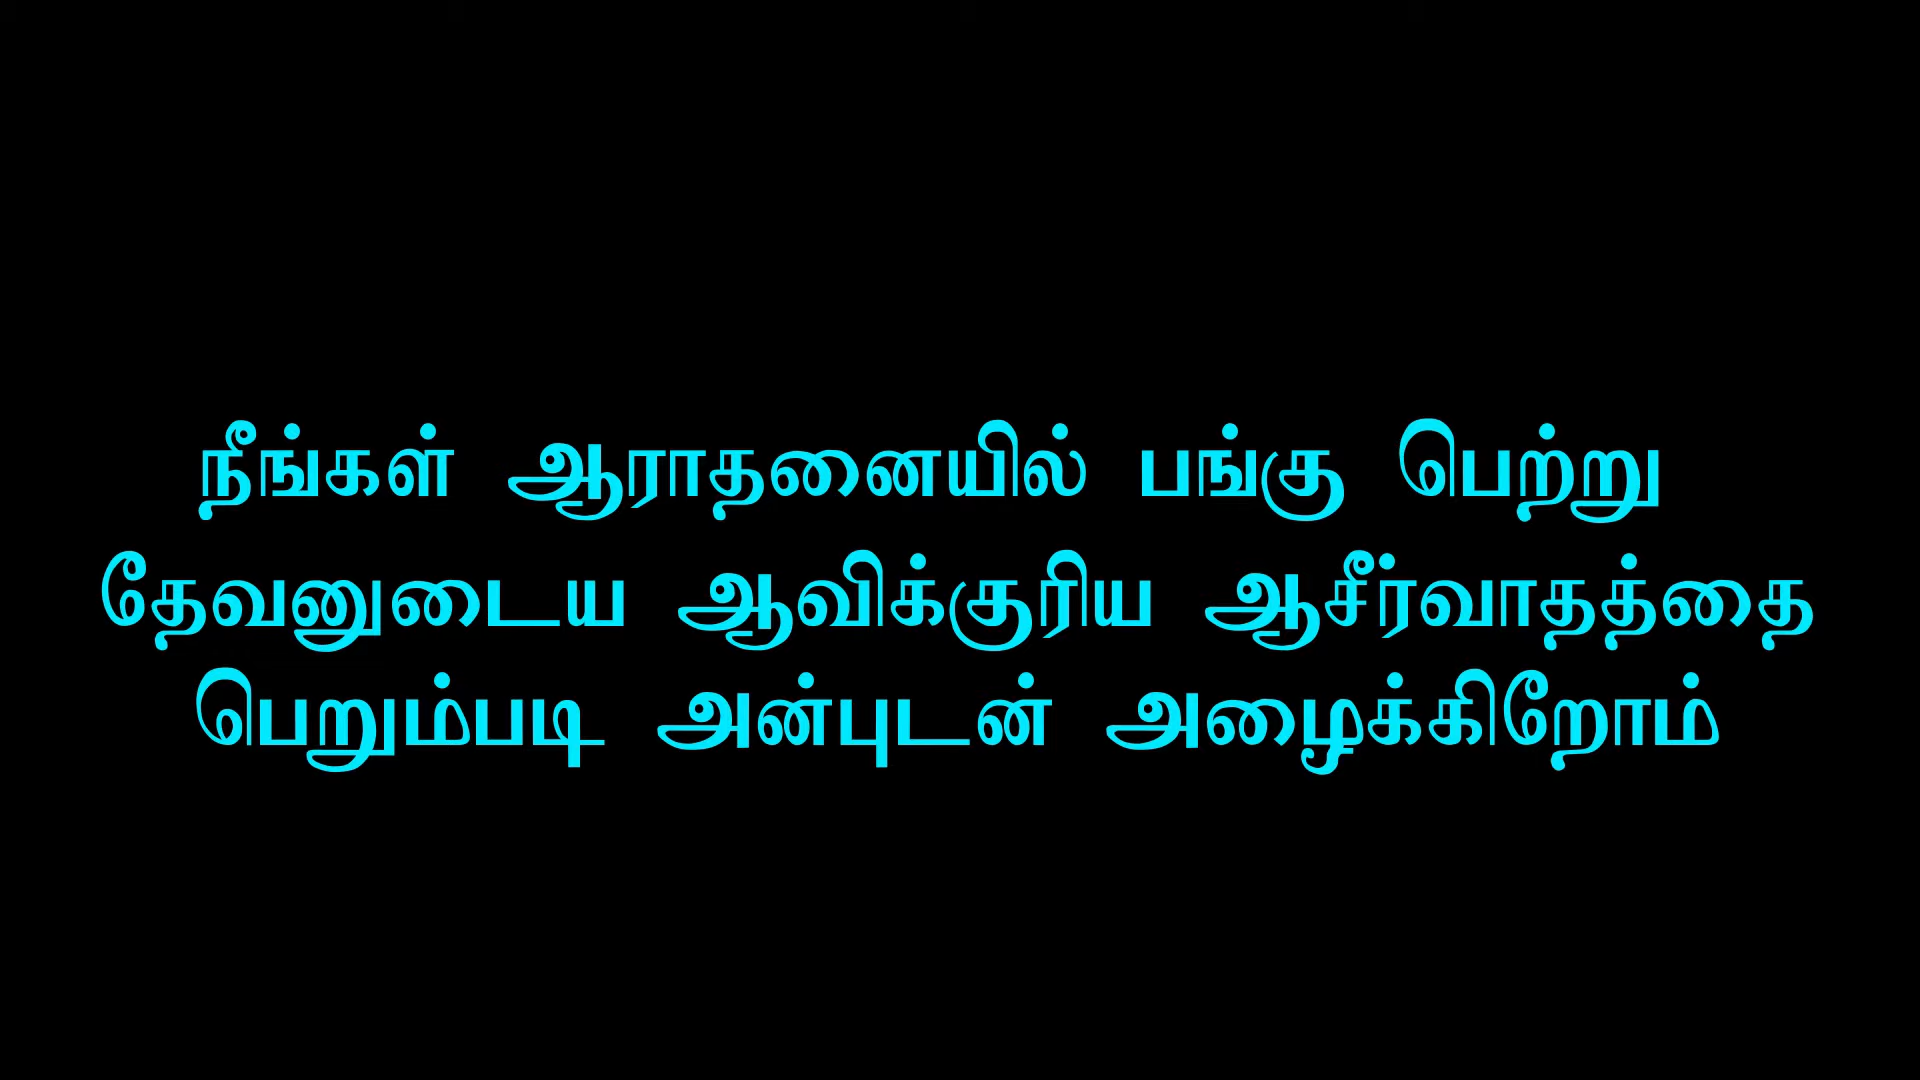 நீங்கள் ஆராதனையில் பங்கு பெற்று
தேவனுடைய ஆவிக்குரிய ஆசீர்வாதத்தை
பெறும்படி அன்புடன் அழைக்கிறோம்